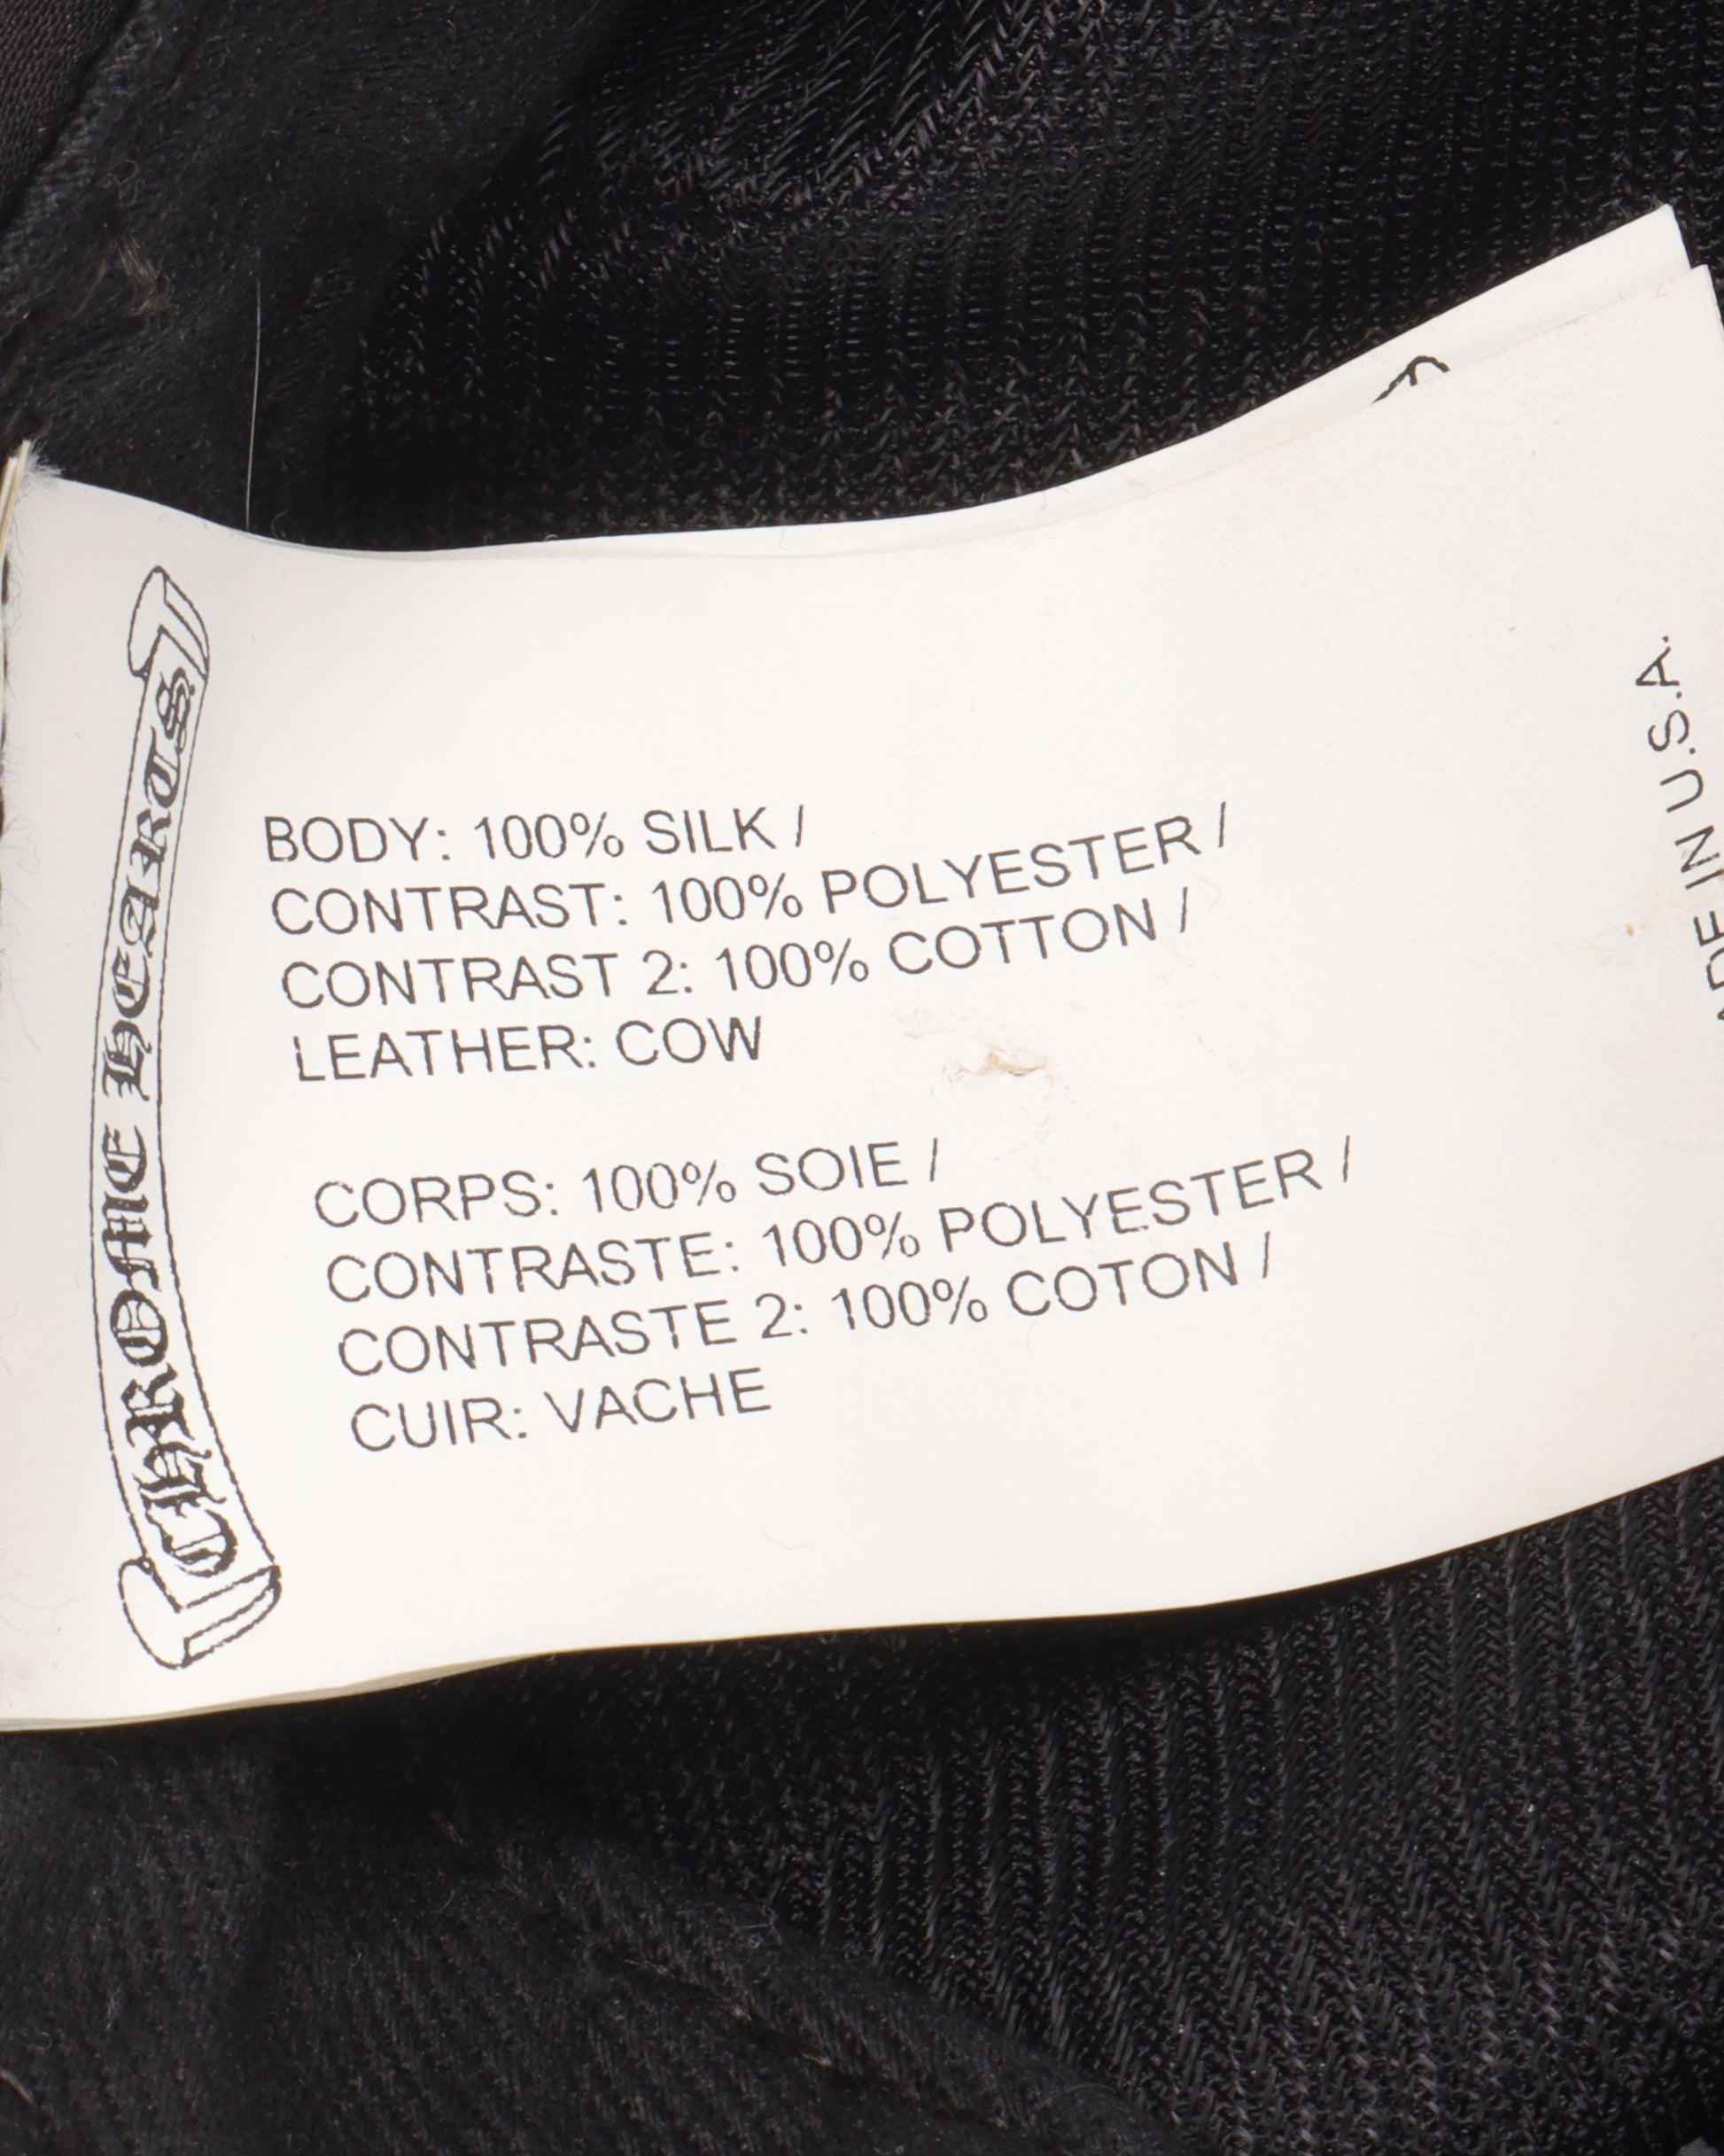 CHROME HEARTS
BODY: 100% SILK /
CONTRAST: 100% POLYESTER /
CONTRAST 2: 100% COTTON /
LEATHER: COW
CORPS: 100% SOIE /
CONTRASTE: 100% POLYESTER /
CONTRASTE 2: 100% COTON /
CUIR: VACHE
IN U.S.A.